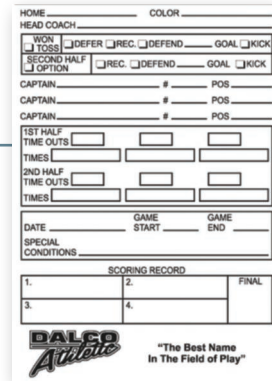 HOME COLOR
HEAD COACH
WON TOSS DEFER REC. DEFEND GOAL KICK
SECOND HALF OPTION REC. DEFEND GOAL KICK
CAPTAIN # POS
CAPTAIN # POS
CAPTAIN # POS
1ST HALF
TIME OUTS
TIMES
2ND HALF
TIME OUTS
TIMES
DATE GAME START GAME END
SPECIAL
CONDITIONS
SCORING RECORD
1. 2. FINAL
3. 4.
DALCO
Athletic
"The Best Name
In The Field of Play"